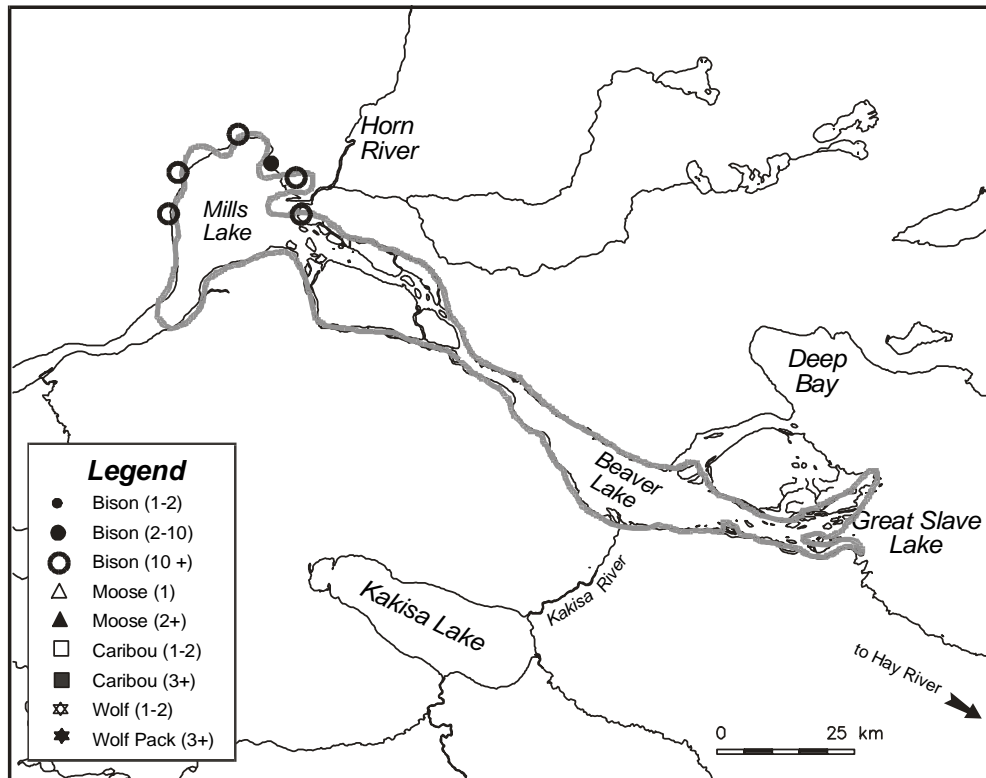 Horn
River
Mills
Lake
Deep
Bay
Beaver
Lake
Great Slave
Lake
Kakisa River
Kakisa Lake
to Hay River
0 25
km
Legend
Bison (1-2)
Bison (2-10)
Bison (10 +)
Moose (1)
Moose (2+)
Caribou (1-2)
Caribou (3+)
Wolf (1-2)
Wolf Pack (3+)